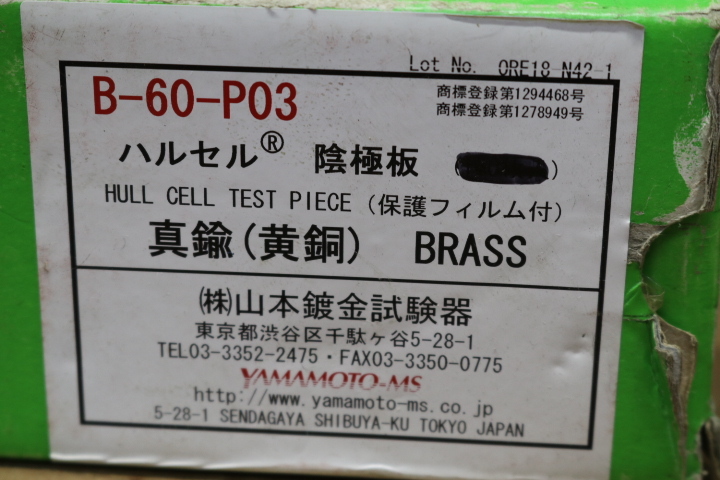 Lot No. ORE18-N42-1
B-60-P03
商標登録第1294468号
商標登録第1278949号
ハルセル® 陰極板 )
HULL CELL TEST PIECE (保護フィルム付)
真鍮(黄銅) BRASS
㈱山本鍍金試験器
東京都渋谷区千駄ヶ谷5-28-1
TEL03-3352-2475・FAX03-3350-0775
YAMAMOTO-MS
http://www.yamamoto-ms.co.jp
5-28-1 SENDAGAYA SHIBUYA-KU TOKYO JAPAN